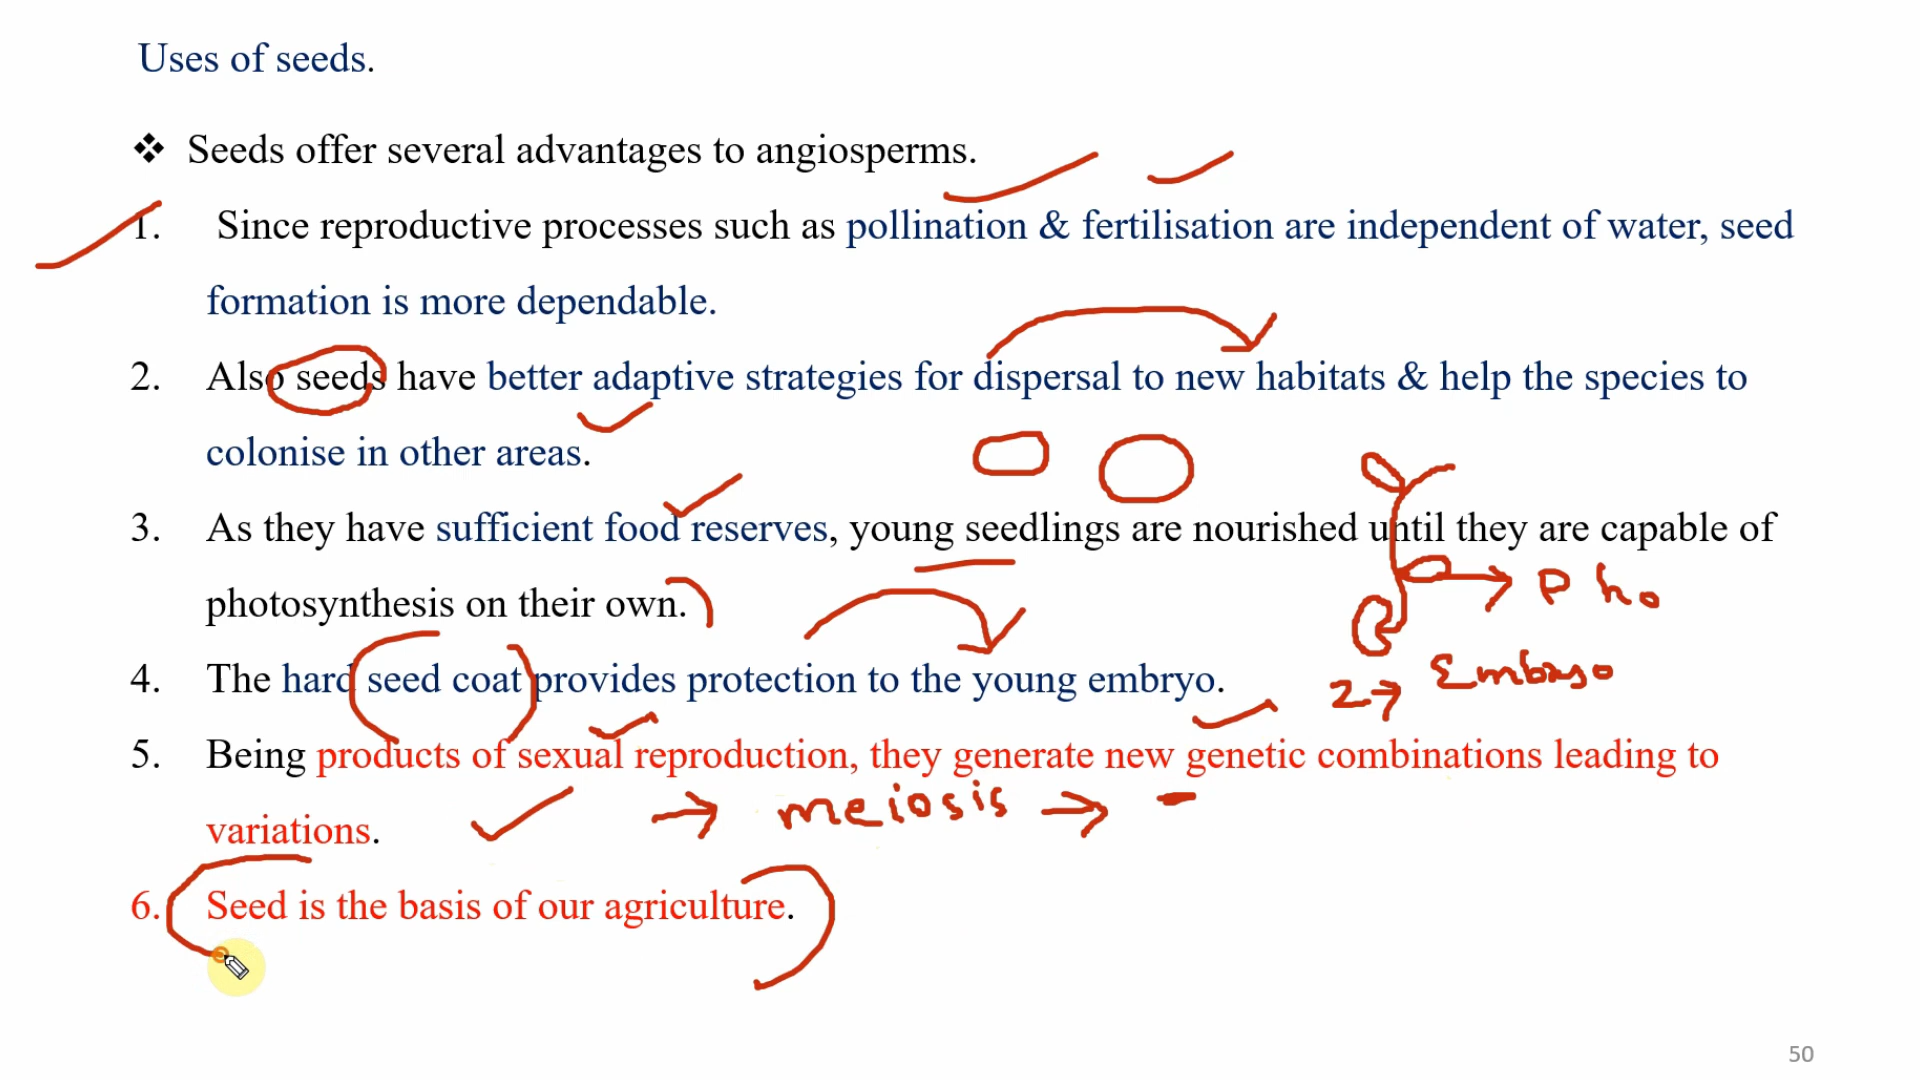 Uses of seeds.
❖ Seeds offer several advantages to angiosperms.
1. Since reproductive processes such as pollination & fertilisation are independent of water, seed
formation is more dependable.
2. Also seeds have better adaptive strategies for dispersal to new habitats & help the species to
colonise in other areas.
3. As they have sufficient food reserves, young seedlings are nourished until they are capable of
photosynthesis on their own.
Pho
4. The hard seed coat provides protection to the young embryo.
2→ Embryo
5. Being products of sexual reproduction, they generate new genetic combinations leading to
variations.
→ meiosis → -
6. Seed is the basis of our agriculture.
50